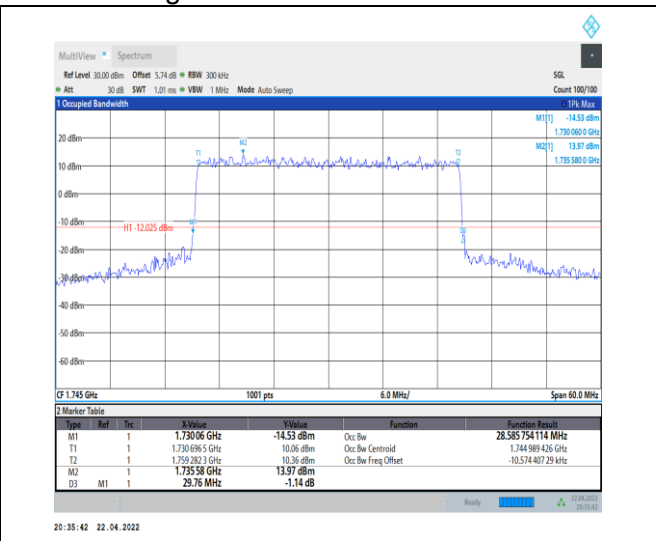 MultiView Spectrum
Ref Level 30.00 dBm Offset 5.74 dB RBW 300 kHz SGL
Att 30 dB SWT 1.01 ms VBW 1 MHz Mode Auto Sweep Count 100/100
1 Occupied Bandwidth 1Pk Max
M1[1] -14.53 dBm
1.730 060 0 GHz
M2[1] 13.97 dBm
1.735 580 0 GHz
20 dBm
M2
T1 T2
10 dBm
0 dBm
-10 dBm
M1
H1 -12.025 dBm
D3
-20 dBm
-30 dBm
-40 dBm
-50 dBm
-60 dBm
CF 1.745 GHz 1001 pts 6.0 MHz/ Span 60.0 MHz
2 Marker Table
Type Ref Trc X-Value Y-Value Function Function Result
M1 1 1.73006 GHz -14.53 dBm Occ Bw 28.585 754 114 MHz
T1 1 1.730 696 5 GHz 10.06 dBm Occ Bw Centroid 1.744 989 426 GHz
T2 1 1.759 282 3 GHz 10.36 dBm Occ Bw Freq Offset -10.574 407 29 kHz
M2 1 1.735 58 GHz 13.97 dBm
D3 M1 1 29.76 MHz -1.14 dB
Ready 22.04.2022
20:35:42
20:35:42 22.04.2022